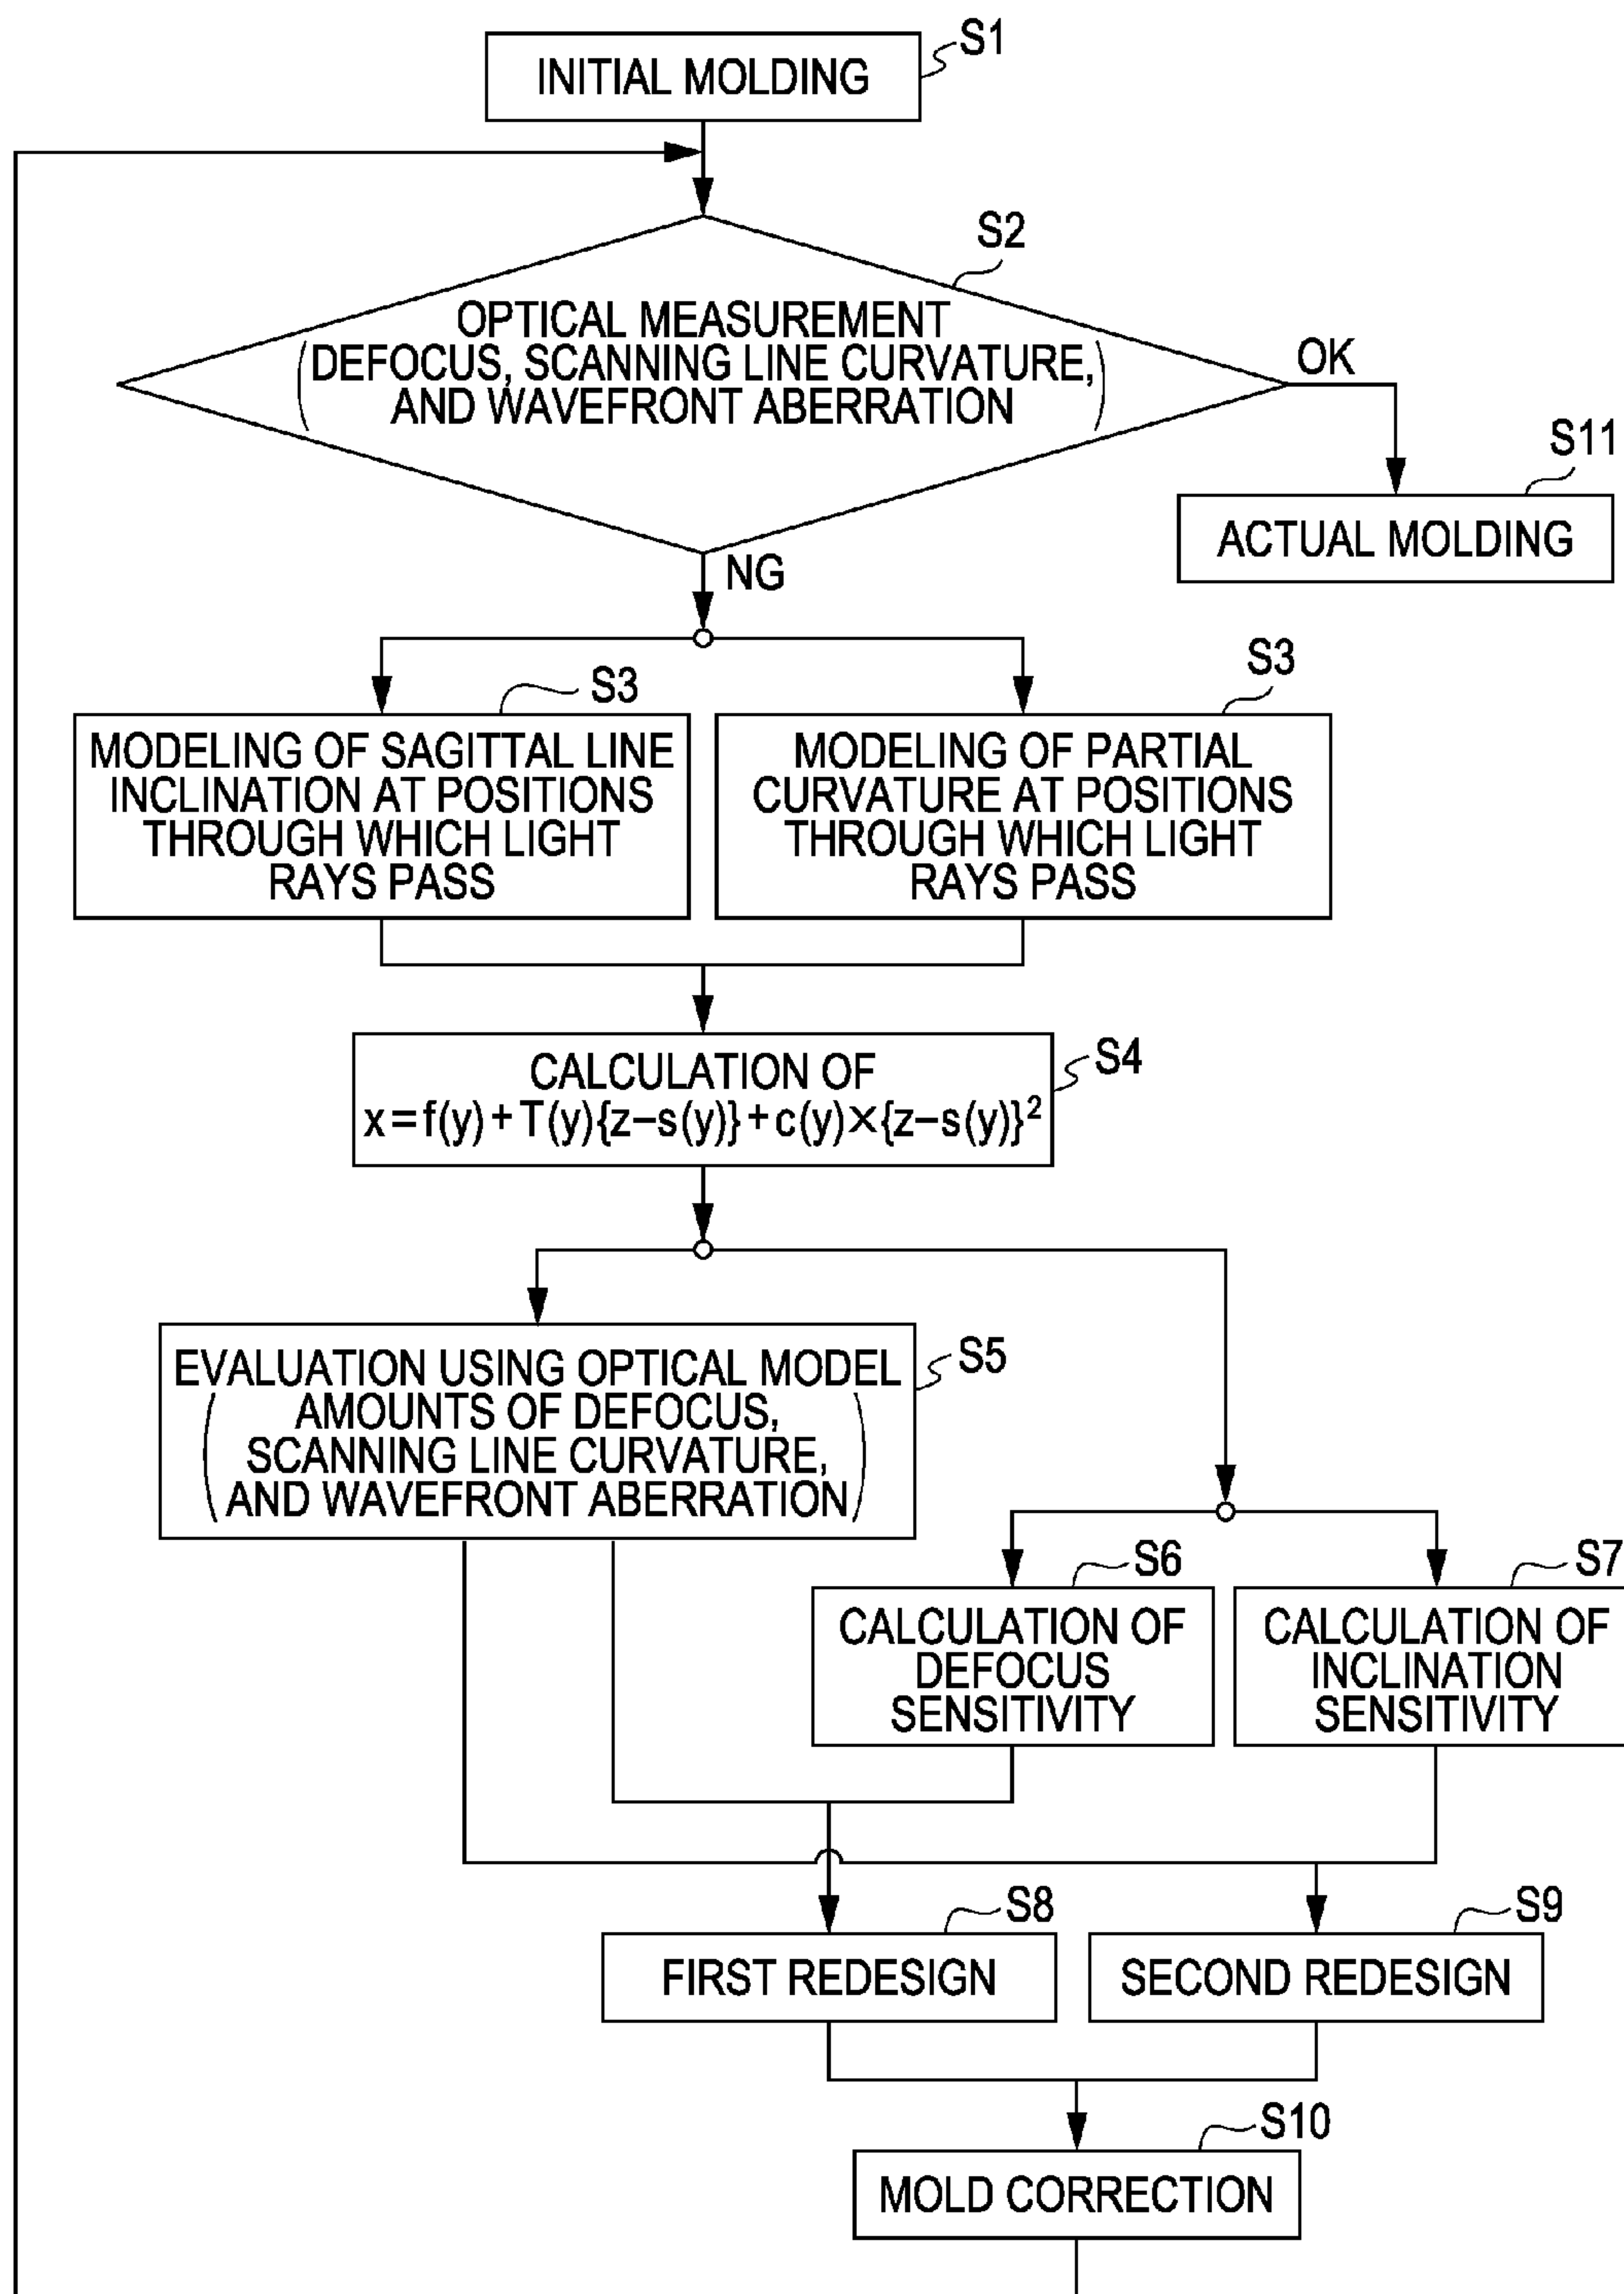 INITIAL MOLDING
S1
S2
OPTICAL MEASUREMENT
(DEFOCUS, SCANNING LINE CURVATURE,
AND WAVEFRONT ABERRATION)
OK
S11
ACTUAL MOLDING
NG
S3
MODELING OF SAGITTAL LINE
INCLINATION AT POSITIONS
THROUGH WHICH LIGHT
RAYS PASS
S3
MODELING OF PARTIAL
CURVATURE AT POSITIONS
THROUGH WHICH LIGHT
RAYS PASS
S4
CALCULATION OF
x=f(y)+T(y){z−s(y)}+c(y)×{z−s(y)}²
S5
EVALUATION USING OPTICAL MODEL
(AMOUNTS OF DEFOCUS,
SCANNING LINE CURVATURE,
AND WAVEFRONT ABERRATION)
S6
CALCULATION OF
DEFOCUS
SENSITIVITY
S7
CALCULATION OF
INCLINATION
SENSITIVITY
S8
FIRST REDESIGN
S9
SECOND REDESIGN
S10
MOLD CORRECTION